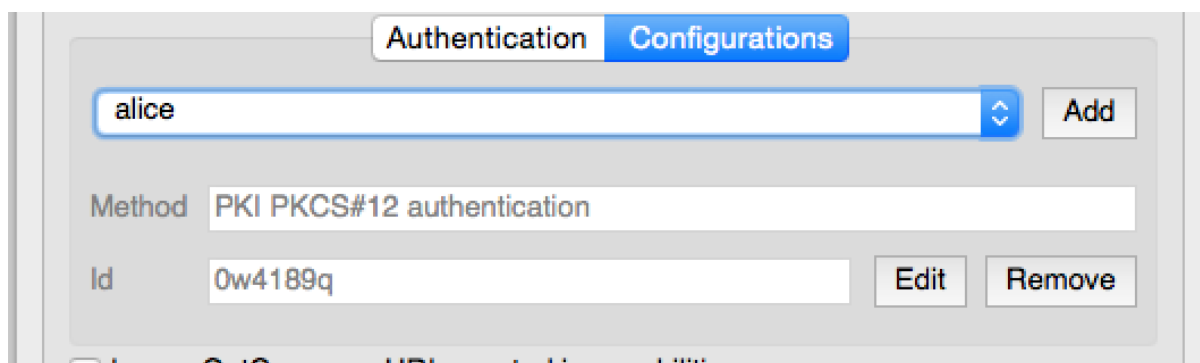 Authentication Configurations
alice Add
Method PKI PKCS#12 authentication
Id 0w4189q Edit Remove